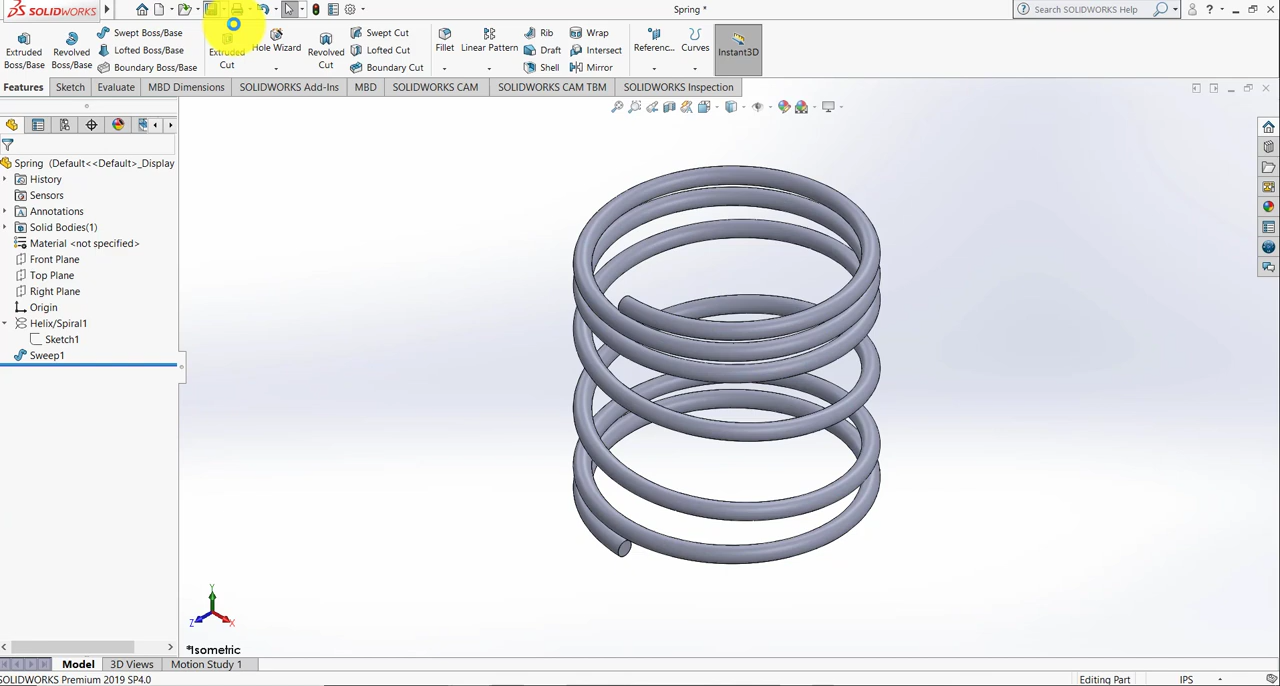 SOLIDWORKS
Spring *
Search SOLIDWORKS Help
Extruded Boss/Base
Revolved Boss/Base
Swept Boss/Base
Lofted Boss/Base
Boundary Boss/Base
Extruded Cut
Hole Wizard
Revolved Cut
Swept Cut
Lofted Cut
Boundary Cut
Fillet
Linear Pattern
Rib
Draft
Shell
Wrap
Intersect
Mirror
Referenc...
Curves
Instant3D
Features
Sketch
Evaluate
MBD Dimensions
SOLIDWORKS Add-Ins
MBD
SOLIDWORKS CAM
SOLIDWORKS CAM TBM
SOLIDWORKS Inspection
Spring (Default<<Default>_Display
History
Sensors
Annotations
Solid Bodies(1)
Material <not specified>
Front Plane
Top Plane
Right Plane
Origin
Helix/Spiral1
Sketch1
Sweep1
Y
Z
X
*Isometric
Model
3D Views
Motion Study 1
SOLIDWORKS Premium 2019 SP4.0
Editing Part
IPS